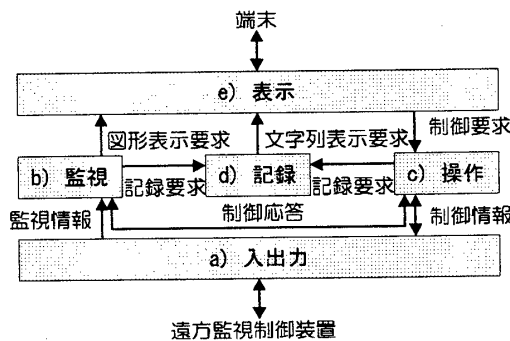 端末
e) 表示
図形表示要求
文字列表示要求
制御要求
b) 監視
d) 記録
c) 操作
記録要求
記録要求
監視情報
制御応答
制御情報
a) 入出力
遠方監視制御装置